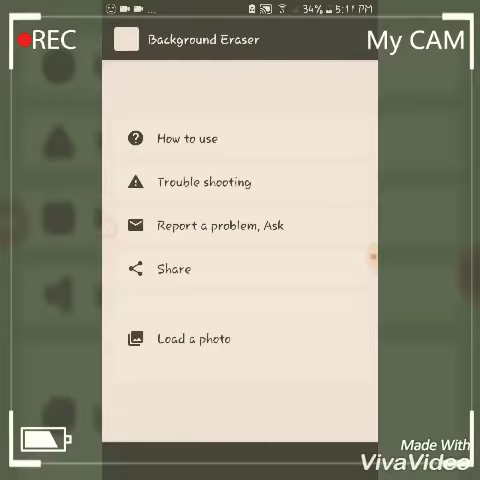 ... 34% 5:11 PM
REC
Background Eraser
My CAM
How to use
Trouble shooting
Report a problem, Ask
Share
Load a photo
Made With
VivaVideo